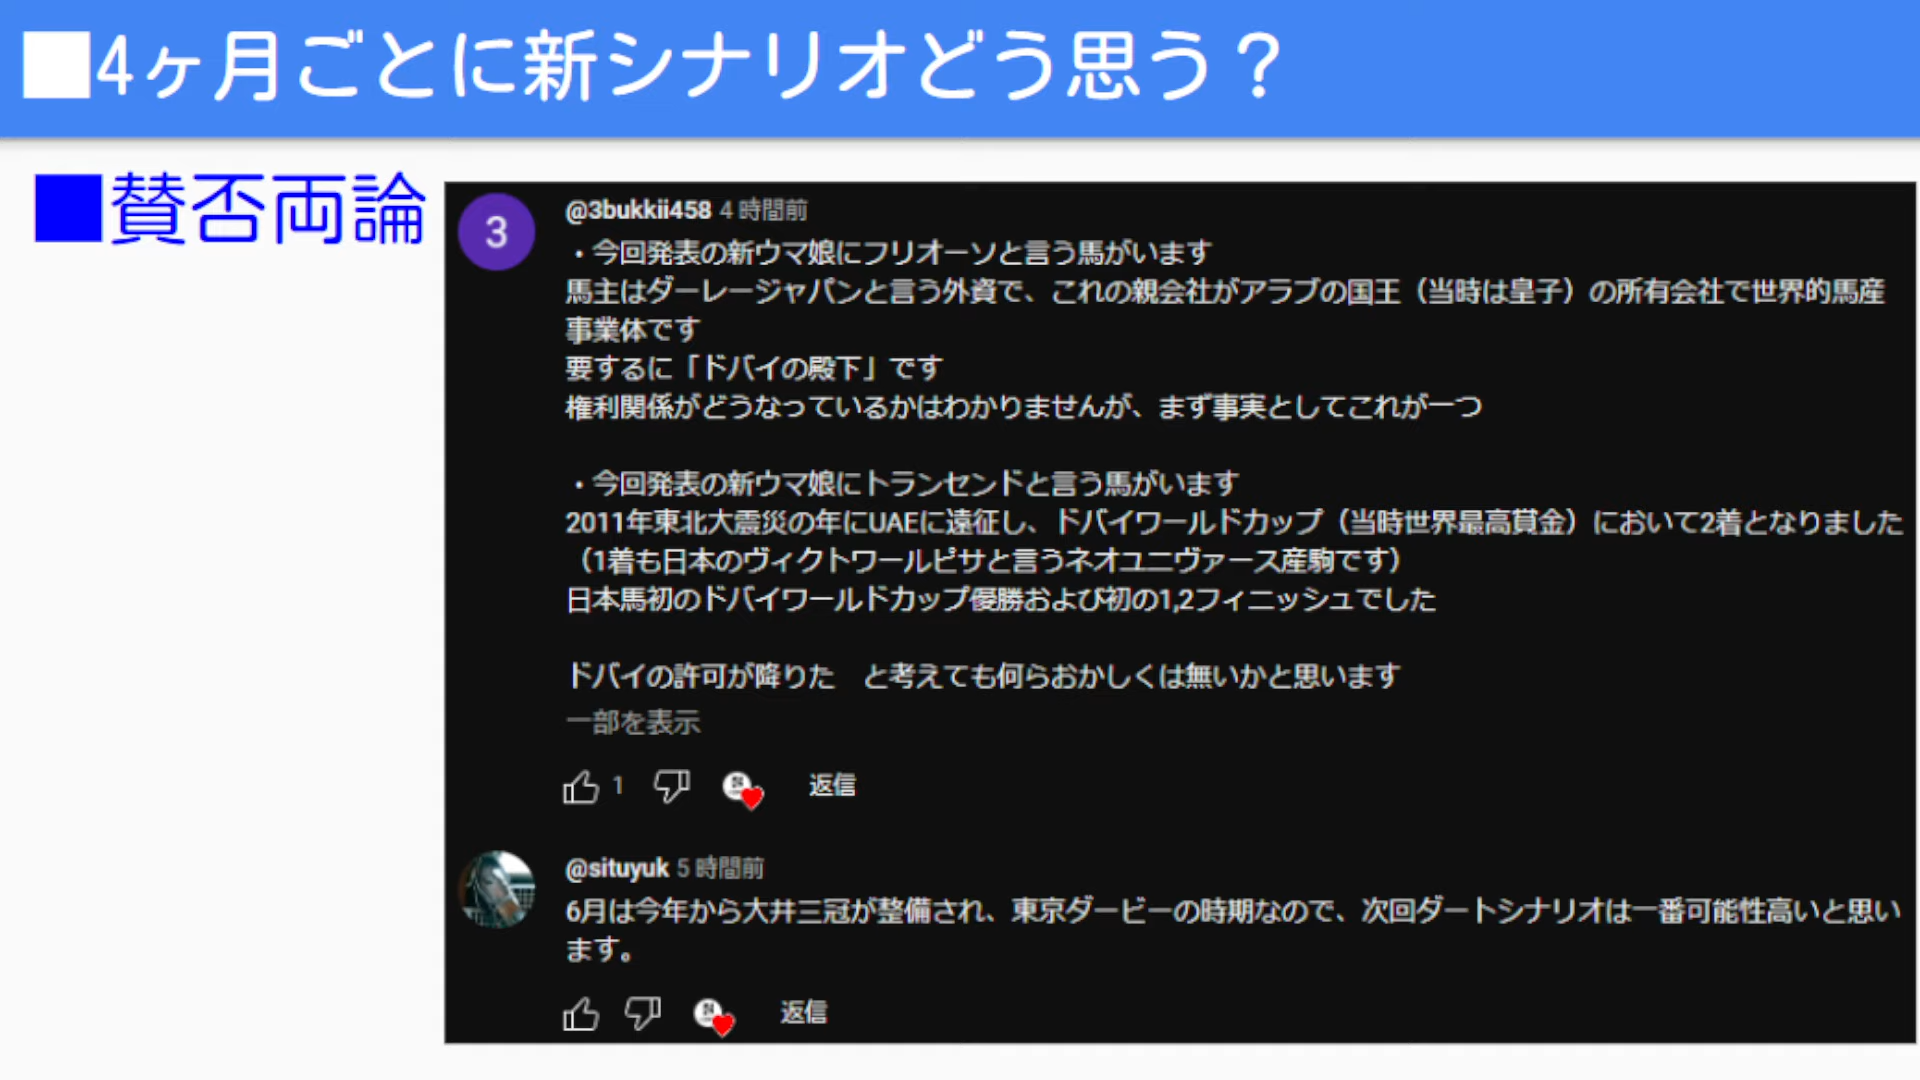 ■4ヶ月ごとに新シナリオどう思う？
■賛否両論
3
@3bukkii458 4 時間前
・今回発表の新ウマ娘にフリオーソと言う馬がいます
馬主はダーレージャパンと言う外資で、これの親会社がアラブの国王（当時は皇子）の所有会社で世界的馬産
事業体です
要するに「ドバイの殿下」です
権利関係がどうなっているかはわかりませんが、まず事実としてこれが一つ
・今回発表の新ウマ娘にトランセンドと言う馬がいます
2011年東北大震災の年にUAEに遠征し、ドバイワールドカップ（当時世界最高賞金）において2着となりました
（1着も日本のヴィクトワールピサと言うネオユニヴァース産駒です）
日本馬初のドバイワールドカップ優勝および初の1,2フィニッシュでした
ドバイの許可が降りた　と考えても何らおかしくは無いかと思います
一部を表示
1 返信
@situyuk 5 時間前
6月は今年から大井三冠が整備され、東京ダービーの時期なので、次回ダートシナリオは一番可能性高いと思い
ます。
返信